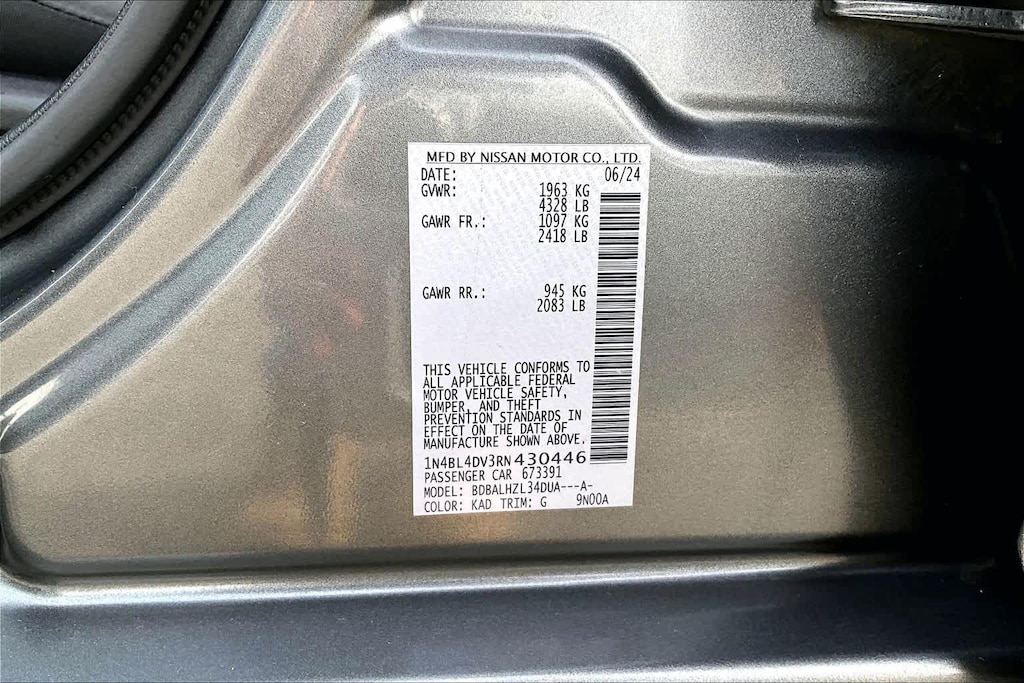 MFD BY NISSAN MOTOR CO., LTD.
DATE: 06/24
GVWR: 1963 KG
4328 LB
GAWR FR.: 1097 KG
2418 LB
GAWR RR.: 945 KG
2083 LB
THIS VEHICLE CONFORMS TO
ALL APPLICABLE FEDERAL
MOTOR VEHICLE SAFETY,
BUMPER, AND THEFT
PREVENTION STANDARDS IN
EFFECT ON THE DATE OF
MANUFACTURE SHOWN ABOVE.
1N4BL4DV3RN430446
PASSENGER CAR 673391
MODEL: BDBALHZL34DUA---A-
COLOR: KAD TRIM: G 9N00A